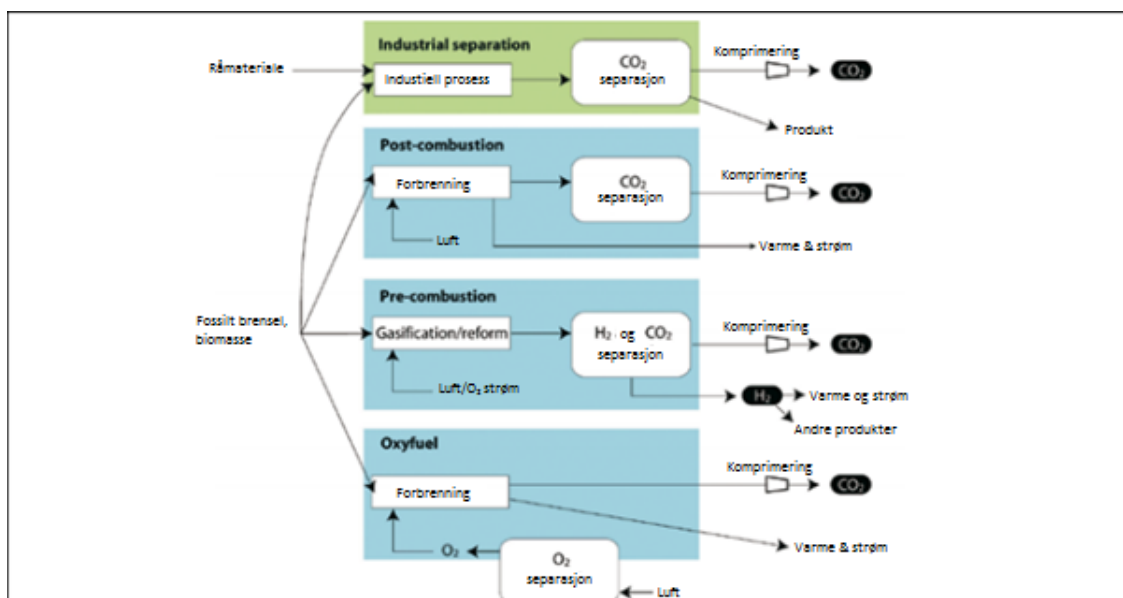 Industrial separation
Råmateriale
Industiell prosess
CO₂
separasjon
Komprimering
CO₂
Produkt
Post-combustion
Forbrenning
CO₂
separasjon
Komprimering
CO₂
Luft
Varme & strøm
Pre-combustion
Fossilt brensel,
biomasse
Gasification/reform
H₂. og CO₂
separasjon
Komprimering
CO₂
Luft/O₂ strøm
H₂
Varme og strøm
Andre produkter
Oxyfuel
Forbrenning
Komprimering
CO₂
O₂
Varme & strøm
O₂
separasjon
Luft